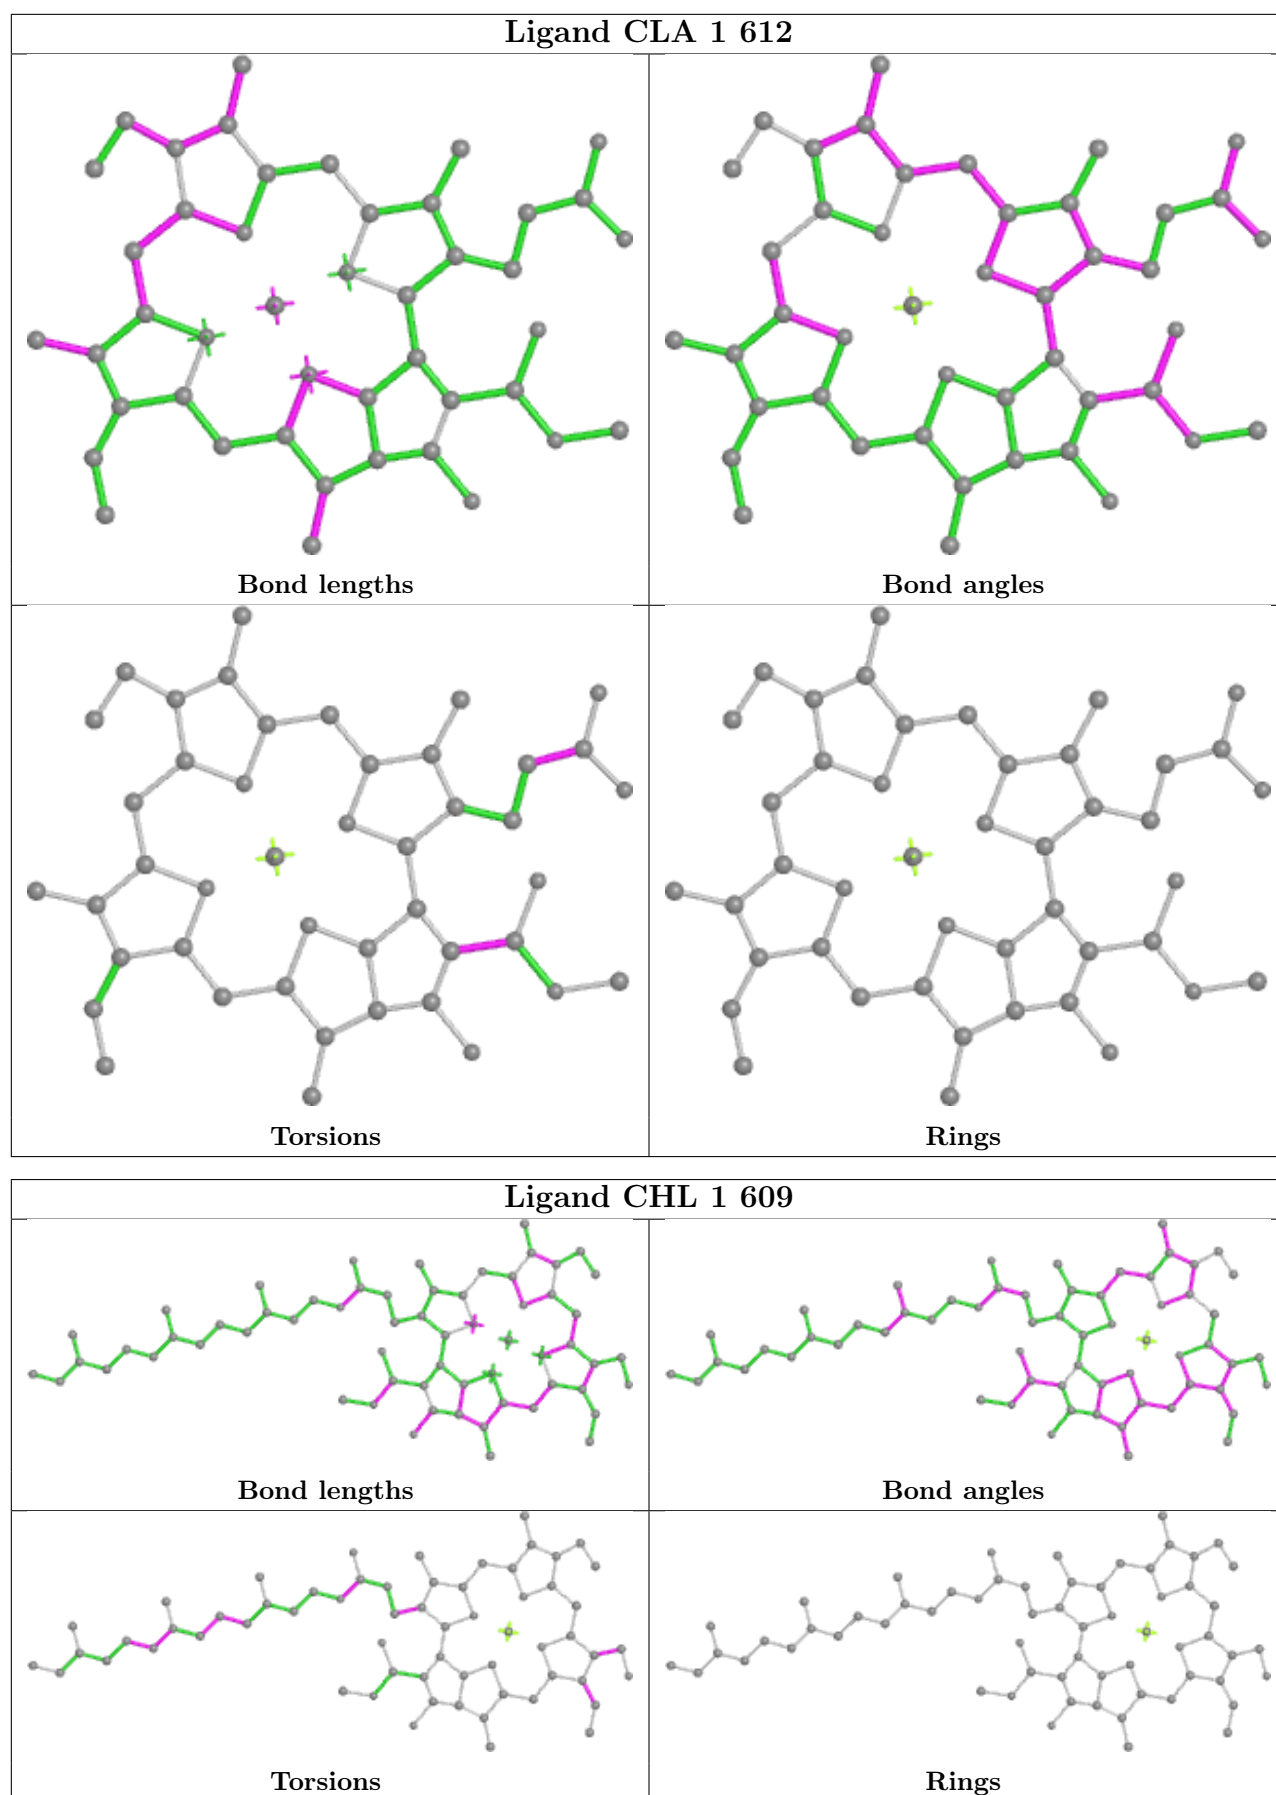 Ligand CLA 1 612
Bond lengths
Bond angles
Torsions
Rings
Ligand CHL 1 609
Bond lengths
Bond angles
Torsions
Rings